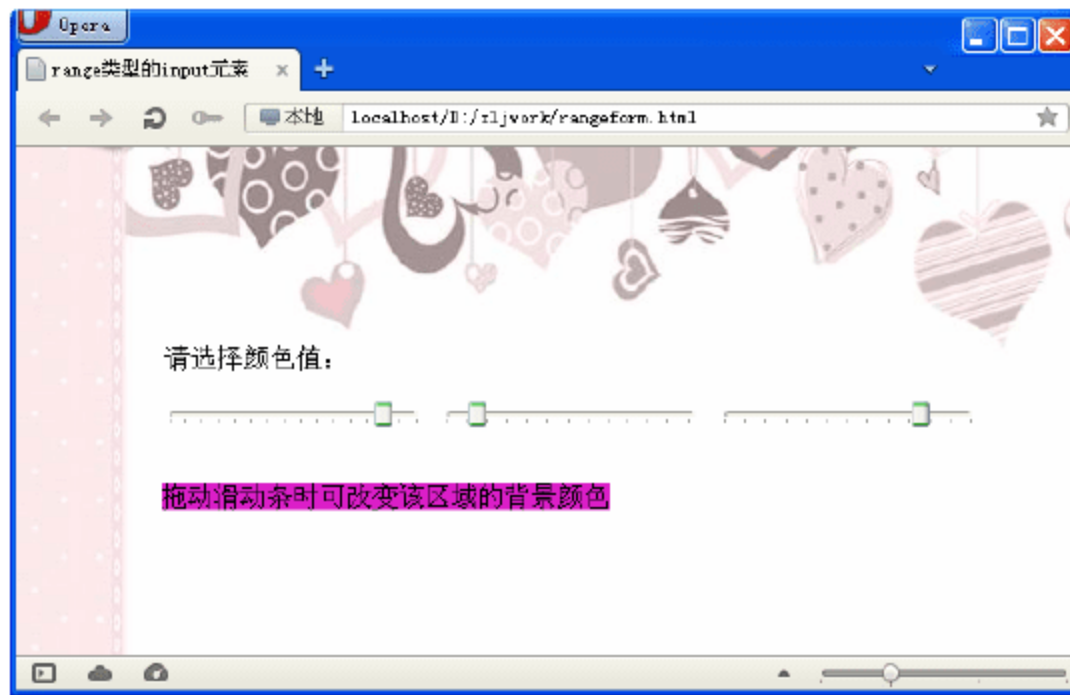 Opera
range类型的input元素
本地 localhost/D:/zljwork/rangeform.html
请选择颜色值：
拖动滑动条时可改变该区域的背景颜色